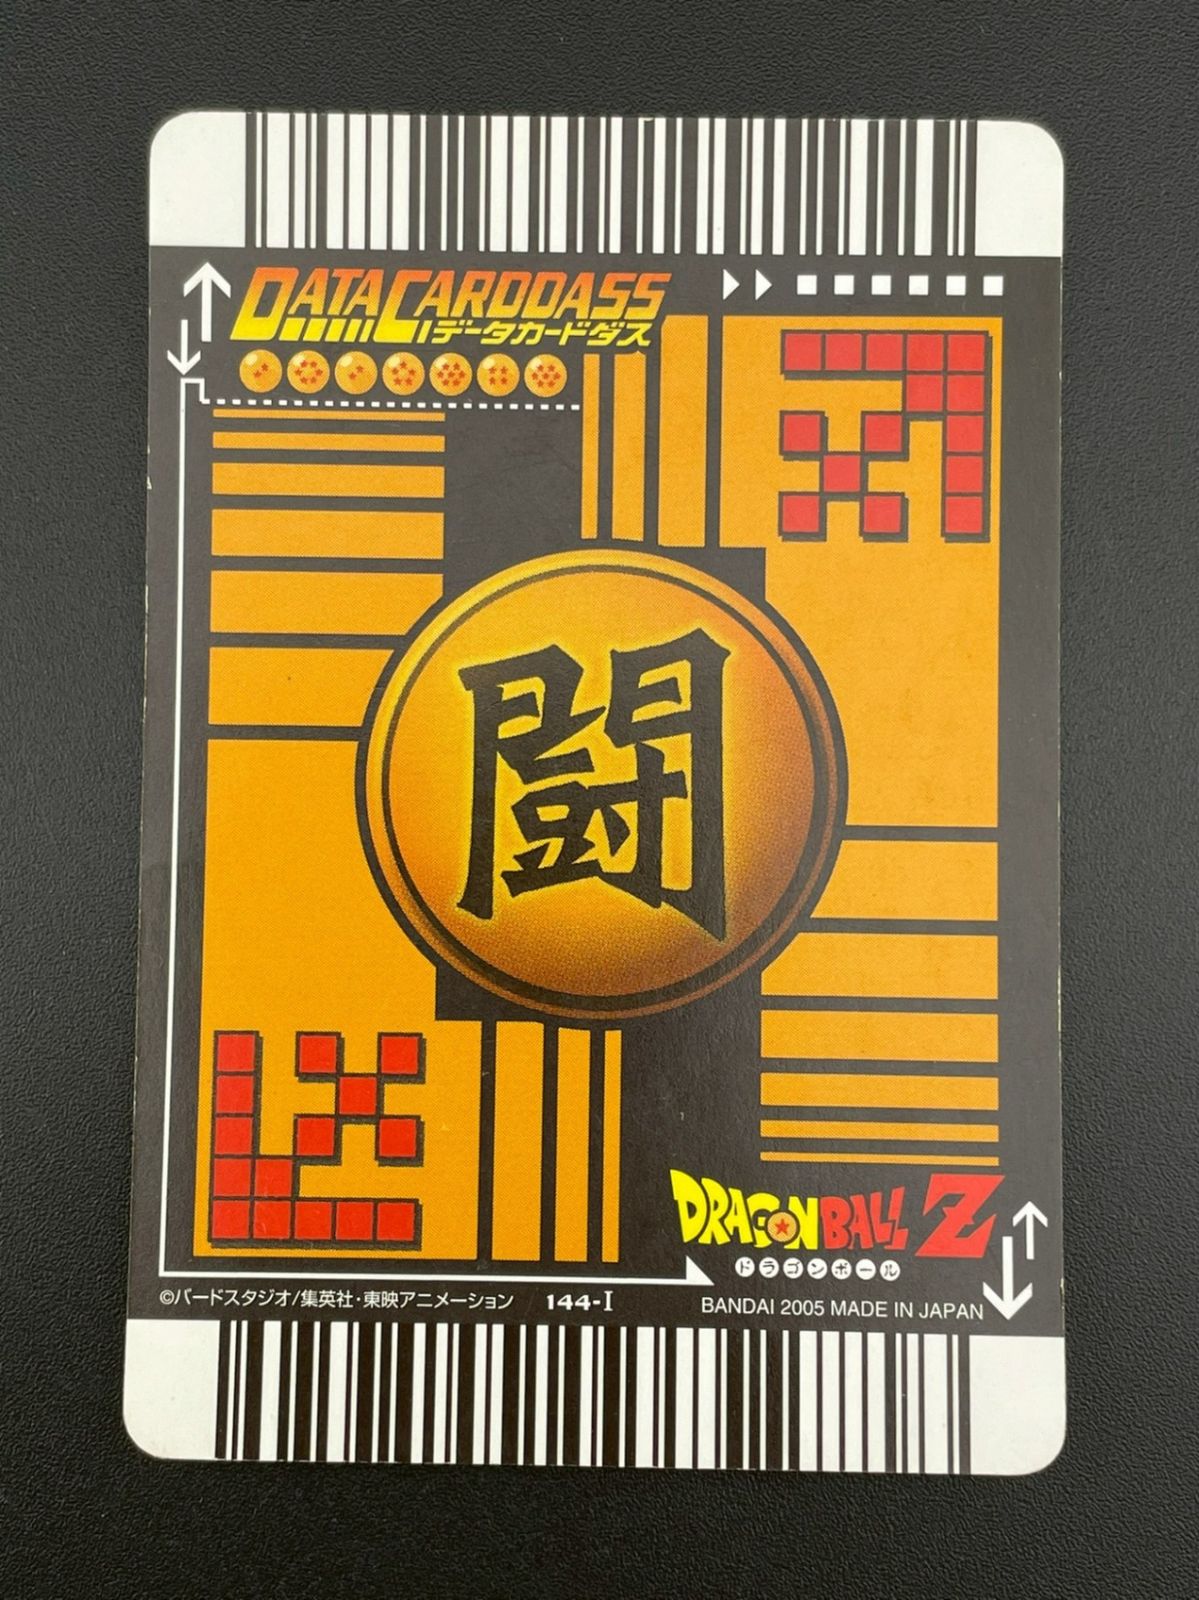 DATA CARDDASS
データカードダス
闘
DRAGON BALL Z
ドラゴンボール
©バードスタジオ/集英社・東映アニメーション 144-I BANDAI 2005 MADE IN JAPAN